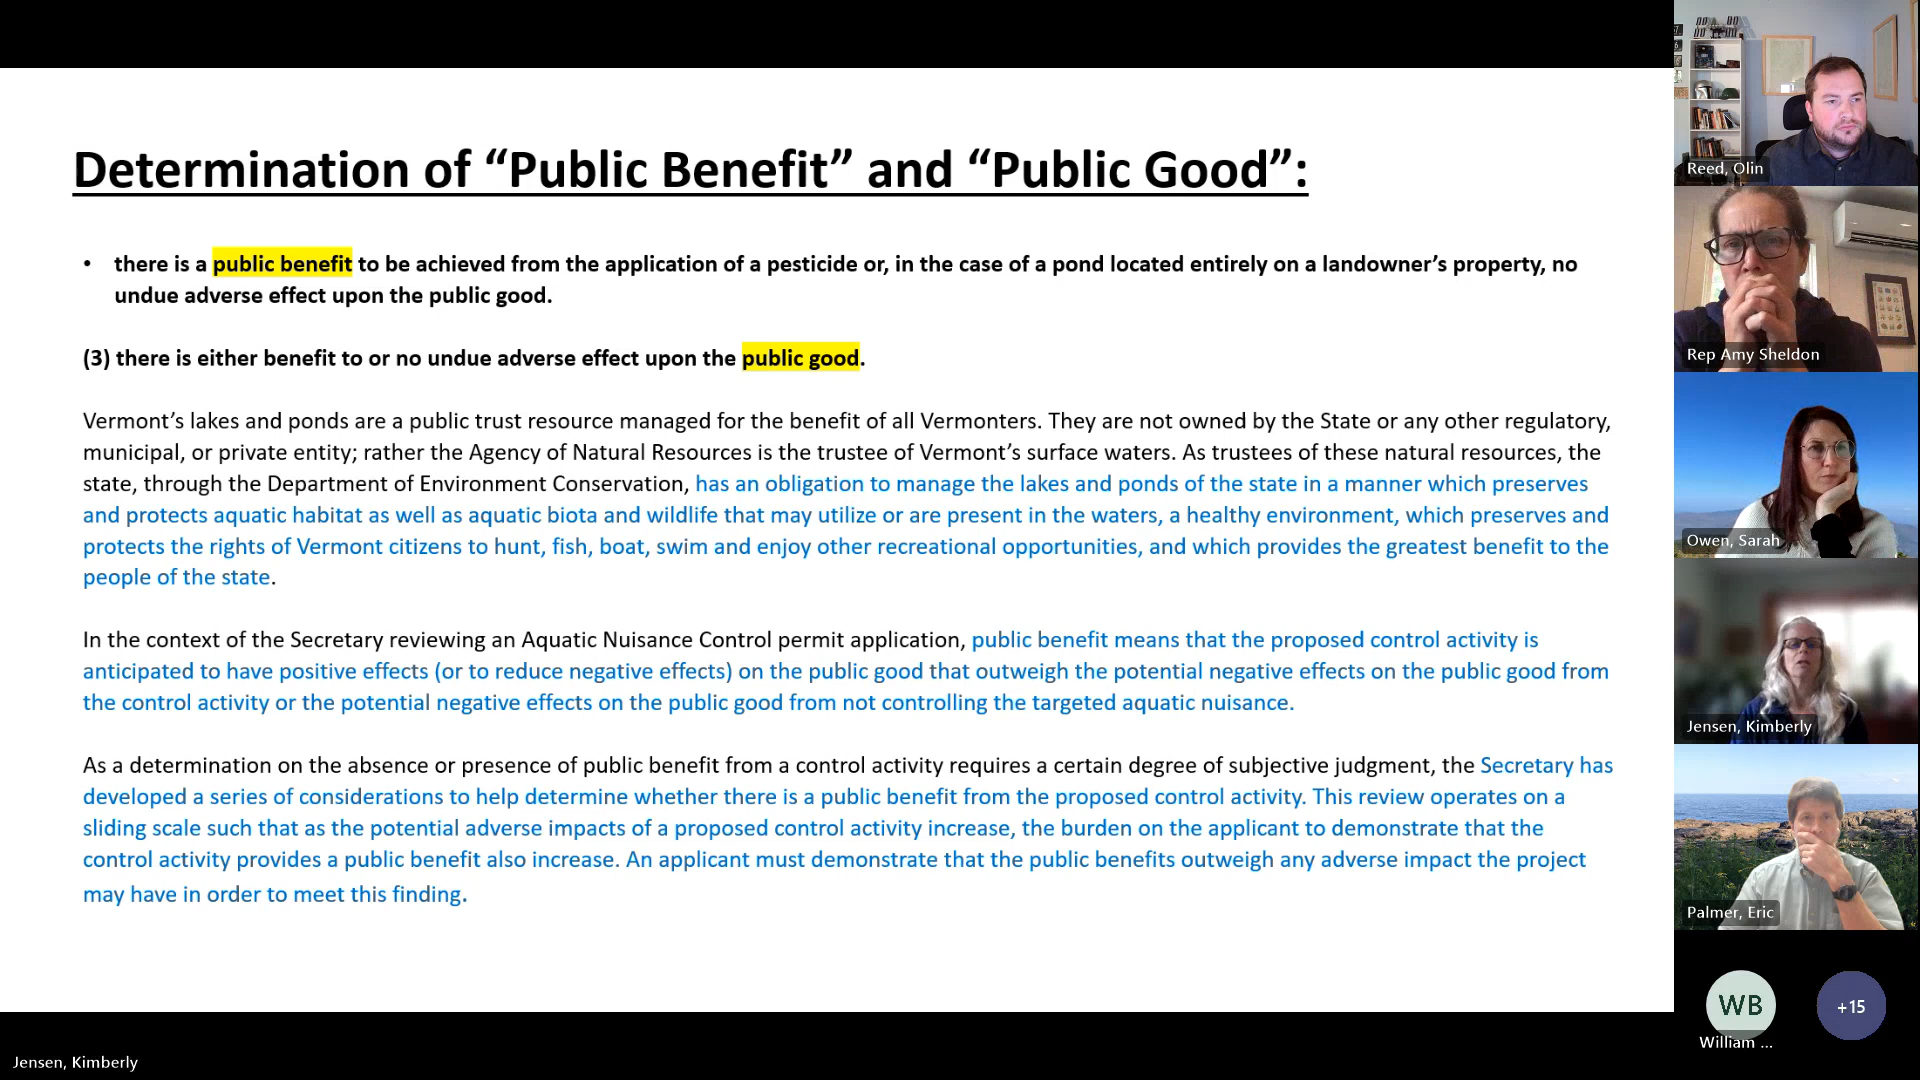 Determination of “Public Benefit” and “Public Good”:
• there is a public benefit to be achieved from the application of a pesticide or, in the case of a pond located entirely on a landowner’s property, no
undue adverse effect upon the public good.
(3) there is either benefit to or no undue adverse effect upon the public good.
Vermont’s lakes and ponds are a public trust resource managed for the benefit of all Vermonters. They are not owned by the State or any other regulatory,
municipal, or private entity; rather the Agency of Natural Resources is the trustee of Vermont’s surface waters. As trustees of these natural resources, the
state, through the Department of Environment Conservation, has an obligation to manage the lakes and ponds of the state in a manner which preserves
and protects aquatic habitat as well as aquatic biota and wildlife that may utilize or are present in the waters, a healthy environment, which preserves and
protects the rights of Vermont citizens to hunt, fish, boat, swim and enjoy other recreational opportunities, and which provides the greatest benefit to the
people of the state.
In the context of the Secretary reviewing an Aquatic Nuisance Control permit application, public benefit means that the proposed control activity is
anticipated to have positive effects (or to reduce negative effects) on the public good that outweigh the potential negative effects on the public good from
the control activity or the potential negative effects on the public good from not controlling the targeted aquatic nuisance.
As a determination on the absence or presence of public benefit from a control activity requires a certain degree of subjective judgment, the Secretary has
developed a series of considerations to help determine whether there is a public benefit from the proposed control activity. This review operates on a
sliding scale such that as the potential adverse impacts of a proposed control activity increase, the burden on the applicant to demonstrate that the
control activity provides a public benefit also increase. An applicant must demonstrate that the public benefits outweigh any adverse impact the project
may have in order to meet this finding.
Reed, Olin
Rep Amy Sheldon
Owen, Sarah
Jensen, Kimberly
Palmer, Eric
WB
William ...
+15
Jensen, Kimberly